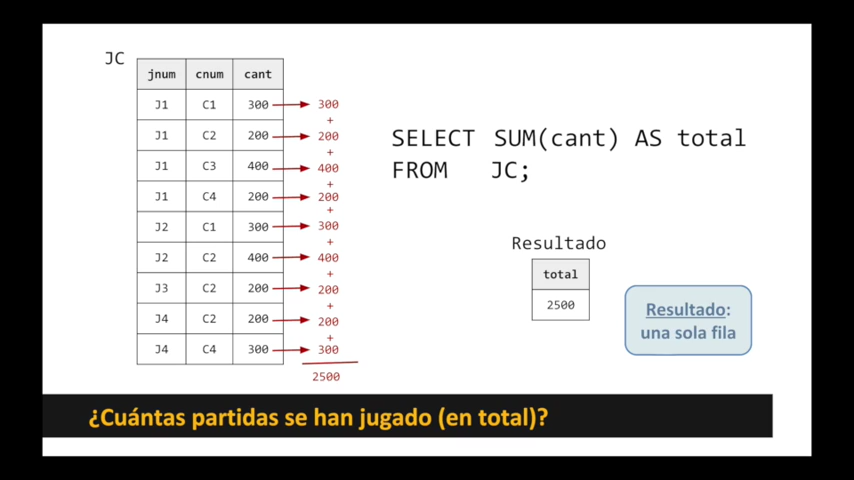 JC
jnum cnum cant
J1 C1 300 300
+
J1 C2 200 200
+
J1 C3 400 400
+
J1 C4 200 200
+
J2 C1 300 300
+
J2 C2 400 400
+
J3 C2 200 200
+
J4 C2 200 200
+
J4 C4 300 300
2500
SELECT SUM(cant) AS total
FROM JC;
Resultado
total
2500
Resultado:
una sola fila
¿Cuántas partidas se han jugado (en total)?